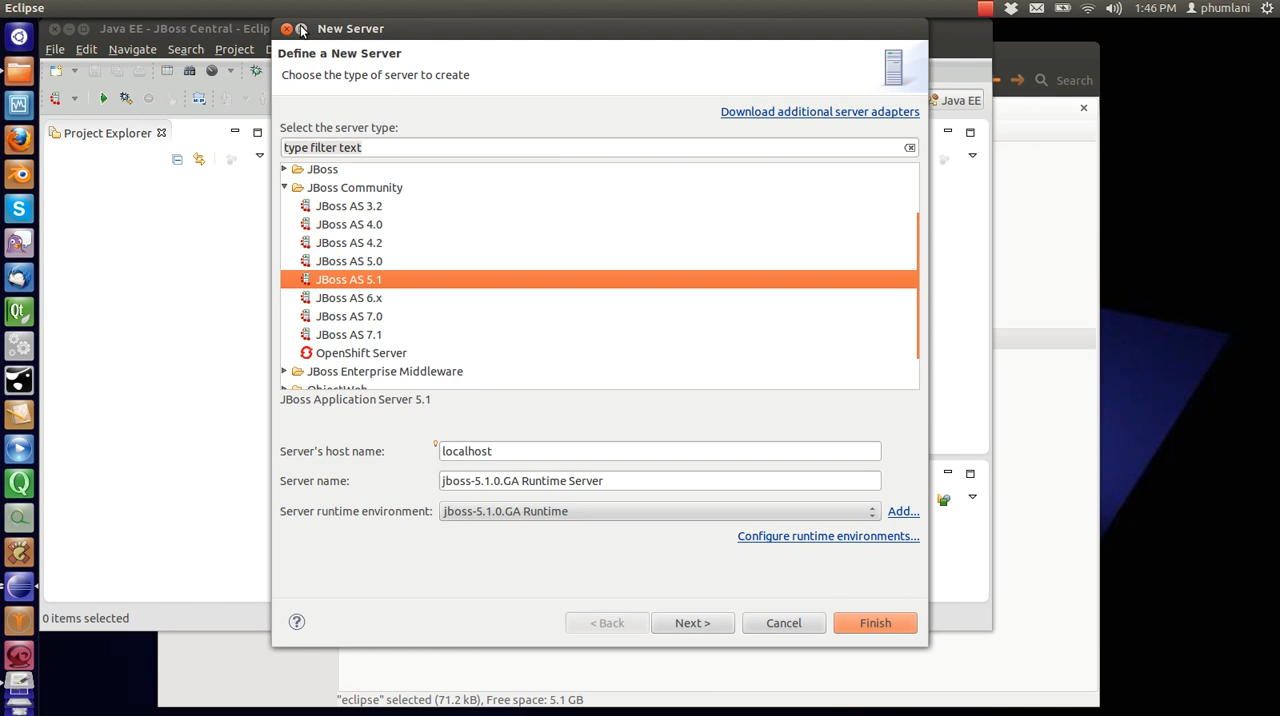 Eclipse
1:46 PM
phumlani
Java EE - JBoss Central - Eclip
New Server
File Edit Navigate Search Project
Define a New Server
Choose the type of server to create
Search
Java EE
Download additional server adapters
Project Explorer
Select the server type:
type filter text
JBoss
JBoss Community
JBoss AS 3.2
JBoss AS 4.0
JBoss AS 4.2
JBoss AS 5.0
JBoss AS 5.1
JBoss AS 6.x
JBoss AS 7.0
JBoss AS 7.1
OpenShift Server
JBoss Enterprise Middleware
ObjectWeb
JBoss Application Server 5.1
Server's host name: localhost
Server name: jboss-5.1.0.GA Runtime Server
Server runtime environment: jboss-5.1.0.GA Runtime Add...
Configure runtime environments...
0 items selected
< Back Next > Cancel Finish
"eclipse" selected (71.2 kB), Free space: 5.1 GB